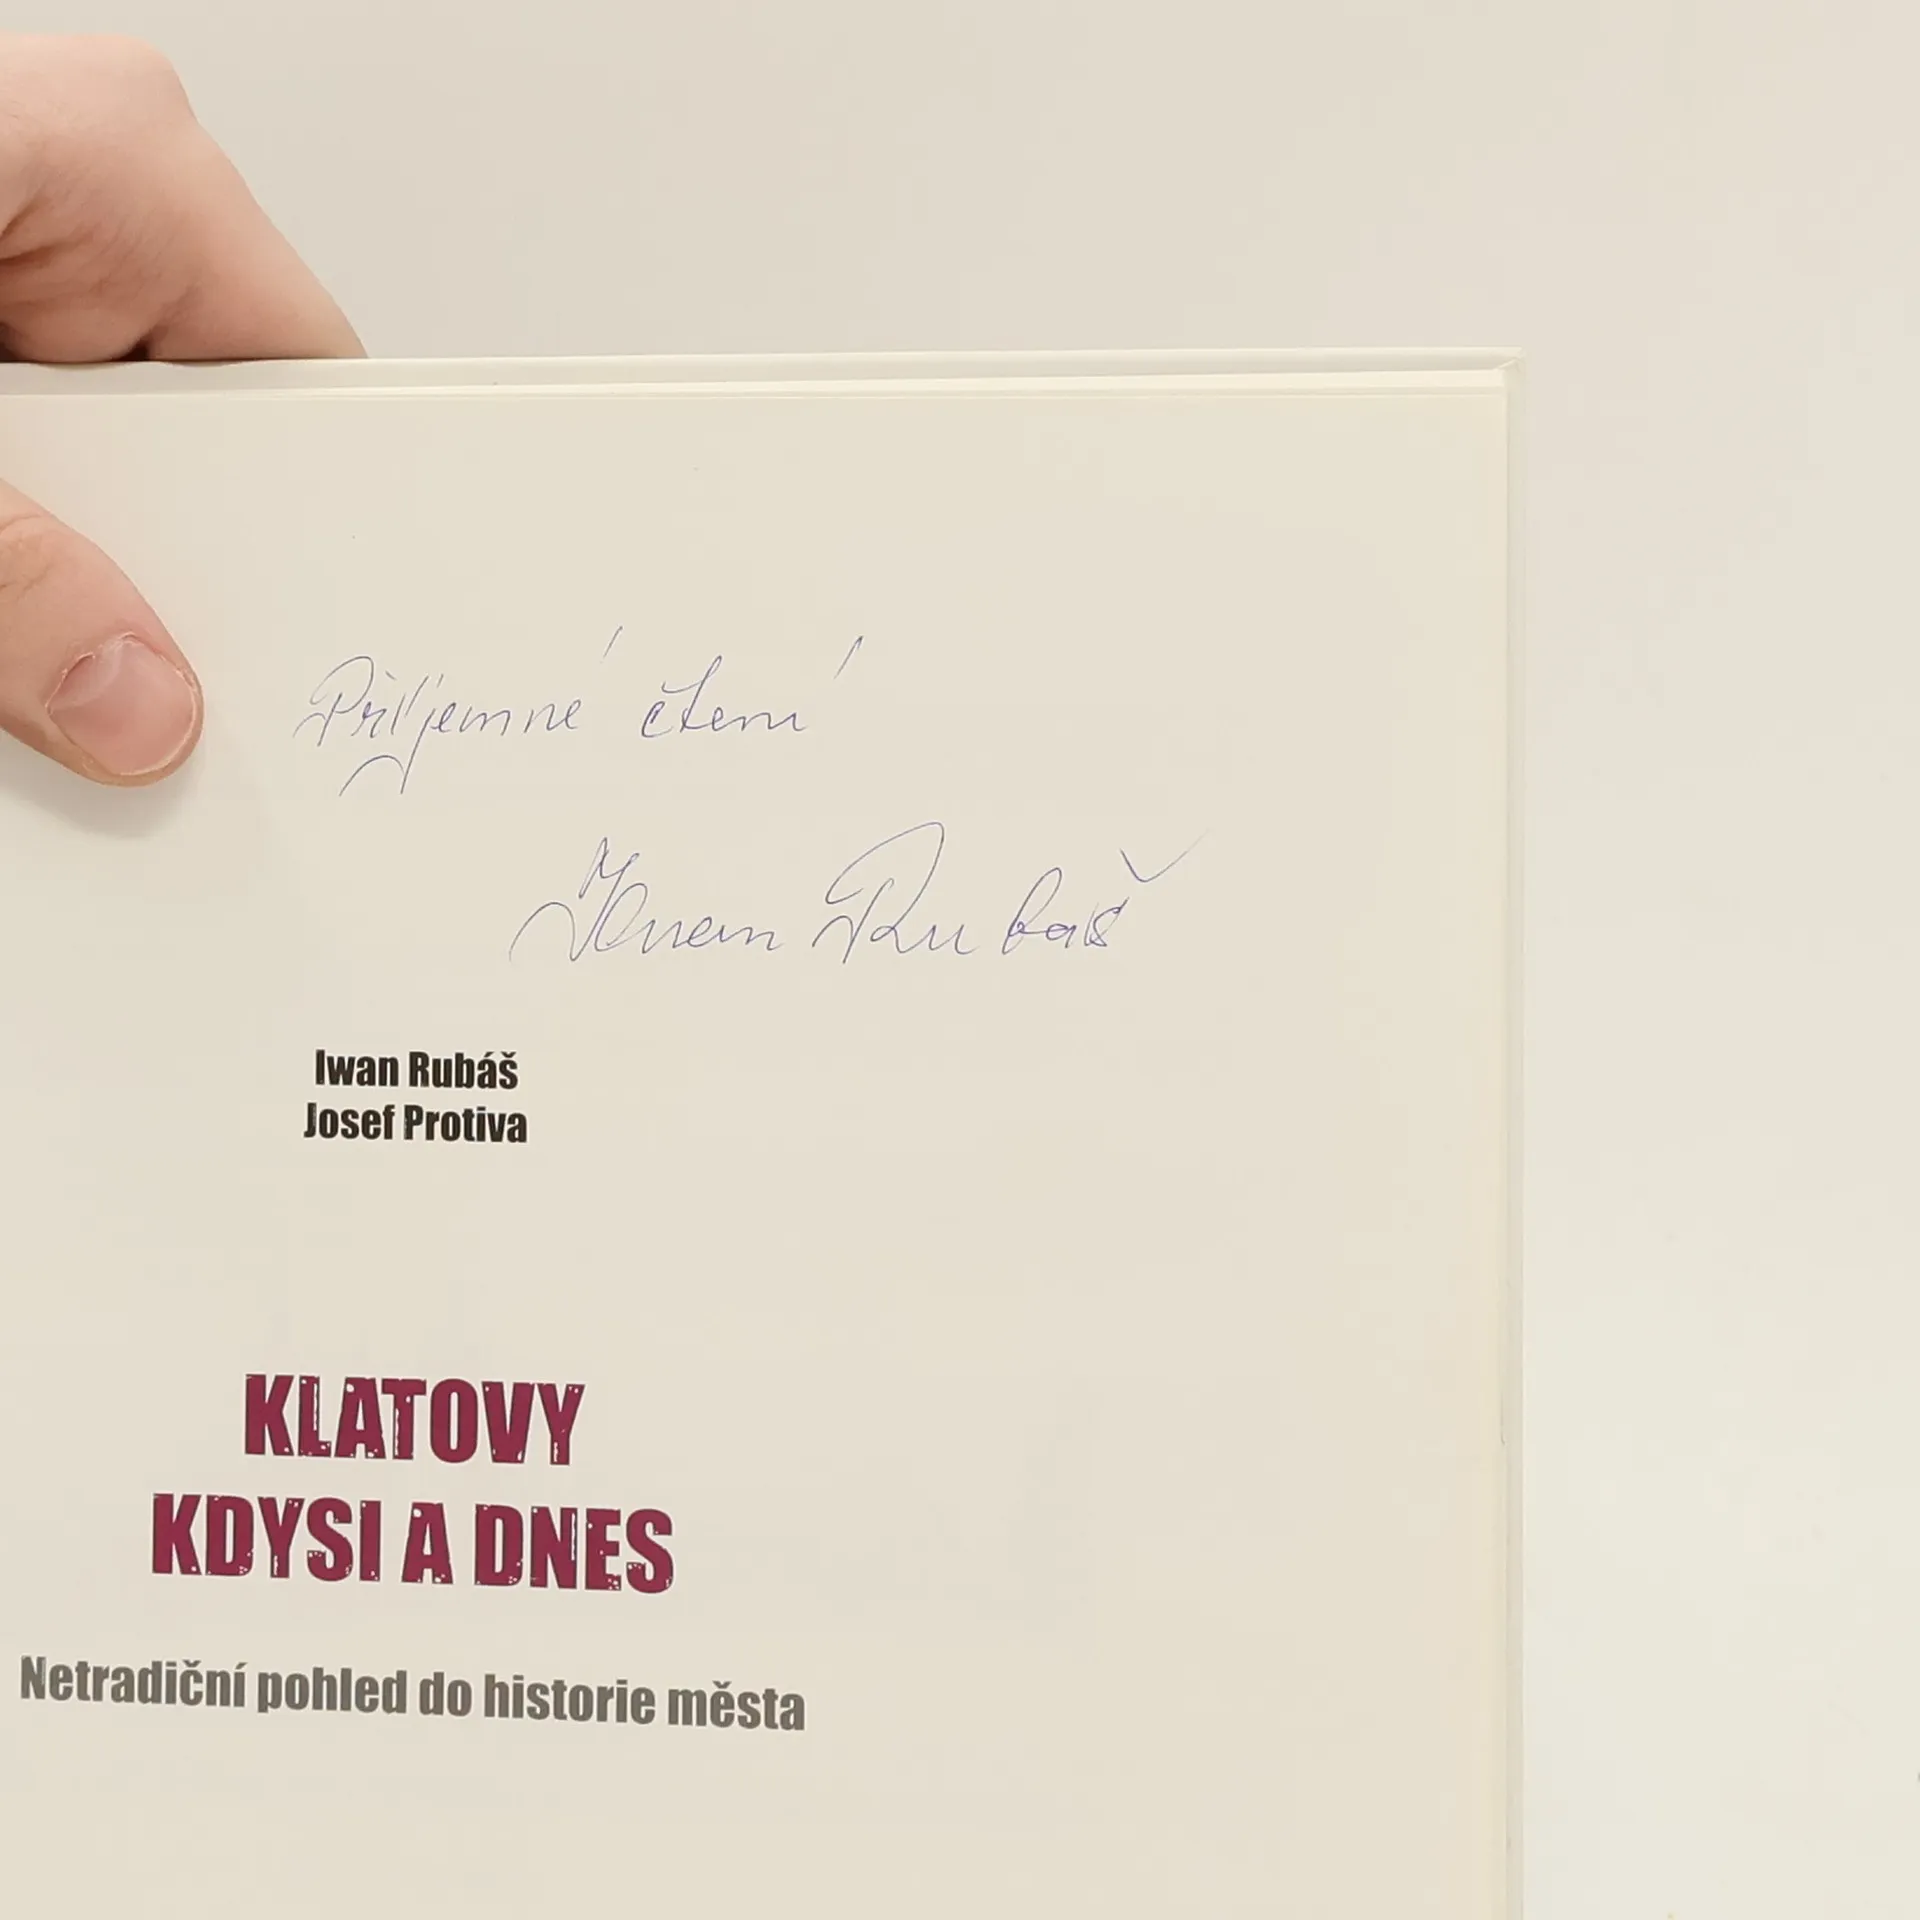 Příjemné čtení
Iwan Rubáš
Iwan Rubáš
Josef Protiva
KLATOVY
KDYSI A DNES
Netradiční pohled do historie města